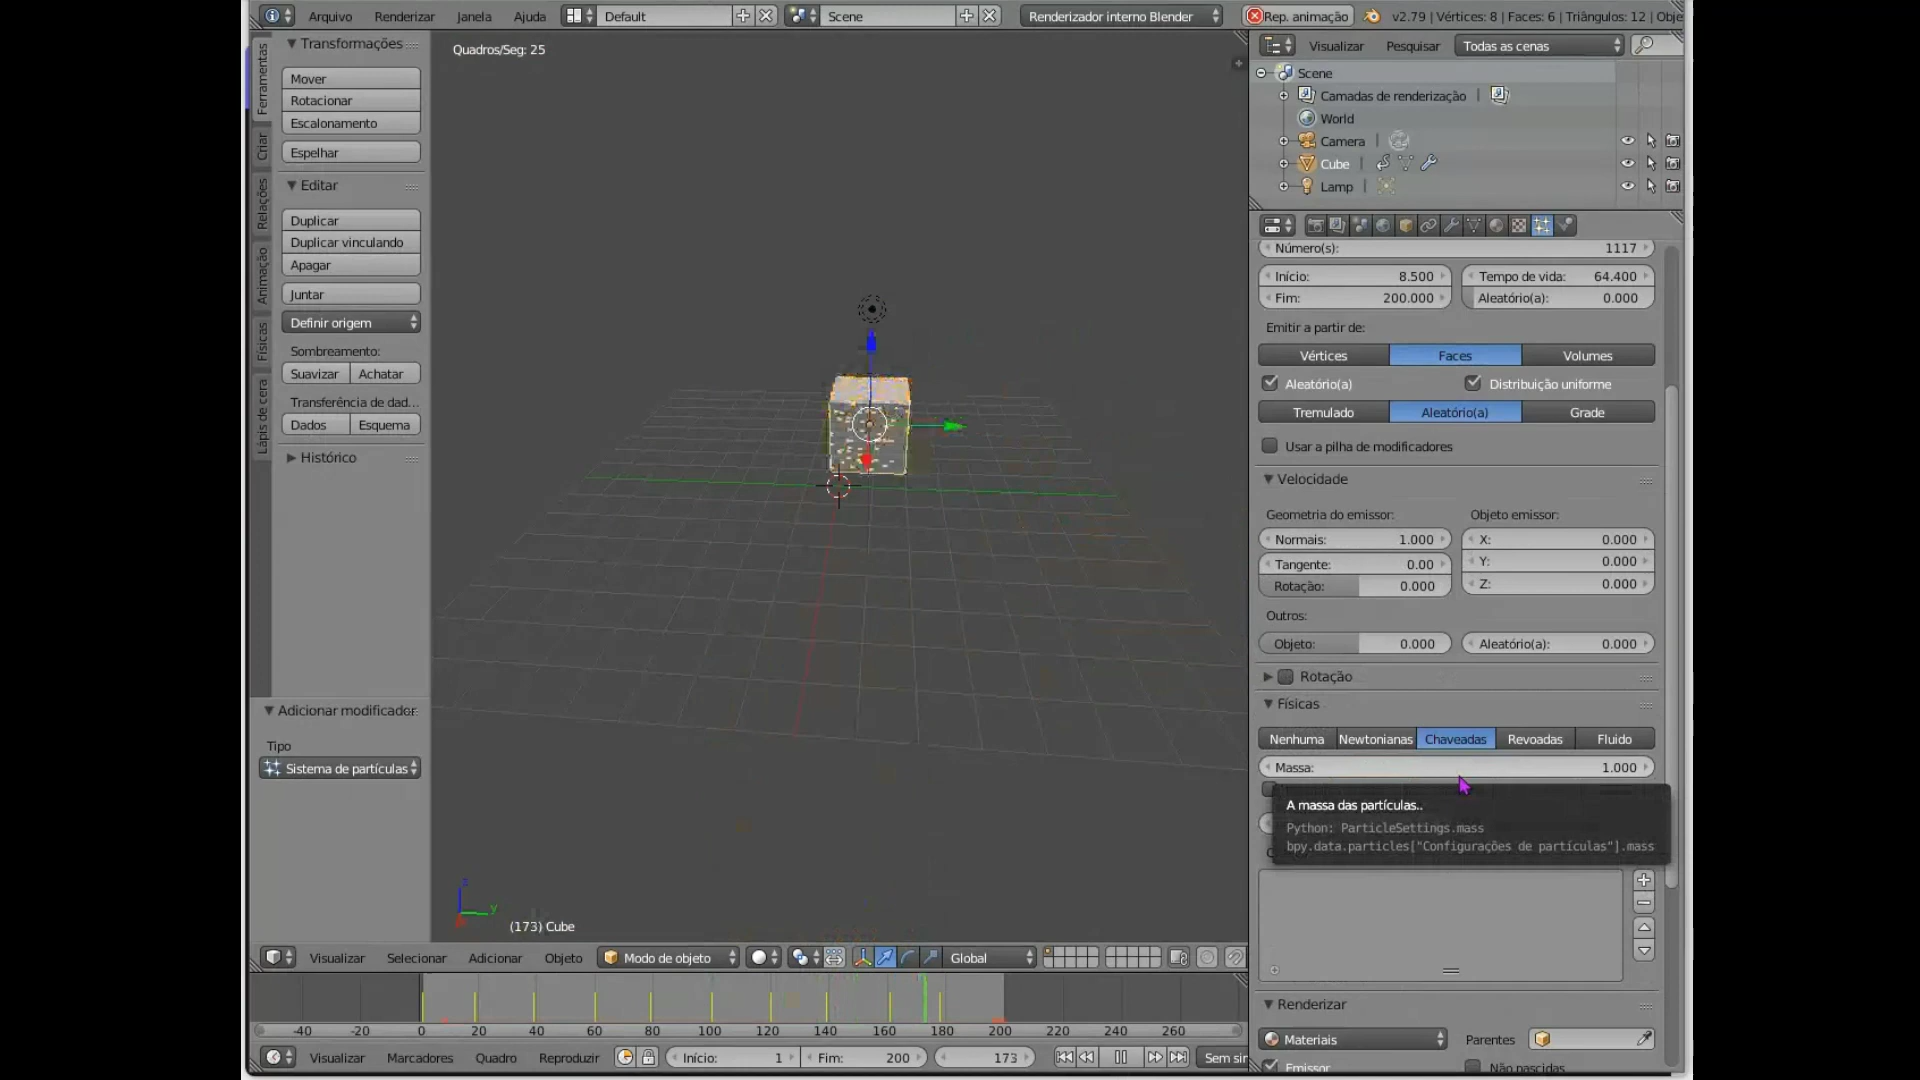 Arquivo Renderizar Janela Ajuda Default Scene Renderizador interno Blender Rep. animação v2.79 | Vértices: 8 | Faces: 6 | Triângulos: 12 | Obje
Ferramentas
Criar
Relações
Animação
Físicas
Lápis de cera
Transformações
Mover
Rotacionar
Escalonamento
Espelhar
Editar
Duplicar
Duplicar vinculando
Apagar
Juntar
Definir origem
Sombreamento:
Suavizar Achatar
Transferência de dad...
Dados Esquema
Histórico
Adicionar modificador
Tipo
Sistema de partículas
Quadros/Seg: 25
z
y
(173) Cube
Visualizar Selecionar Adicionar Objeto Modo de objeto Global
-40 -20 0 20 40 60 80 100 120 140 160 180 200 220 240 260
Visualizar Marcadores Quadro Reproduzir Início: 1 Fim: 200 173 Sem sir
Visualizar Pesquisar Todas as cenas
Scene
Camadas de renderização
World
Camera
Cube
Lamp
Número(s): 1117
Início: 8.500 Tempo de vida: 64.400
Fim: 200.000 Aleatório(a): 0.000
Emitir a partir de:
Vértices Faces Volumes
Aleatório(a) Distribuição uniforme
Tremulado Aleatório(a) Grade
Usar a pilha de modificadores
Velocidade
Geometria do emissor: Objeto emissor:
Normais: 1.000 X: 0.000
Tangente: 0.00 Y: 0.000
Rotação: 0.000 Z: 0.000
Outros:
Objeto: 0.000 Aleatório(a): 0.000
Rotação
Físicas
Nenhuma Newtonianas Chaveadas Revoadas Fluido
Massa: 1.000
A massa das partículas..
Python: ParticleSettings.mass
bpy.data.particles["Configurações de partículas"].mass
Renderizar
Materiais Parentes
Emissor Não nascidas